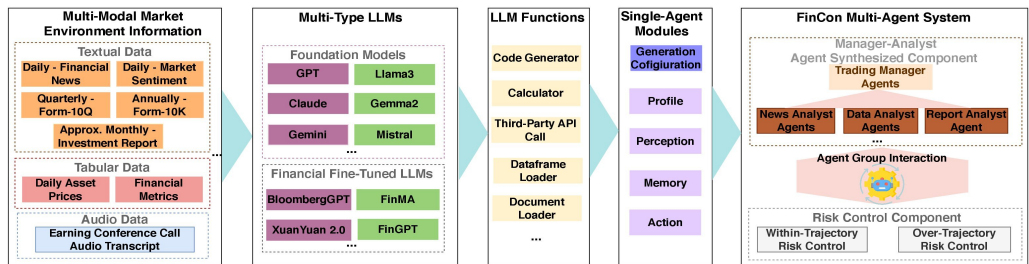 Multi-Modal Market
Environment Information
Textual Data
Daily - Financial
News
Daily - Market
Sentiment
Quarterly -
Form-10Q
Annually -
Form-10K
Approx. Monthly -
Investment Report
...
Tabular Data
Daily Asset
Prices
Financial
Metrics
Audio Data
Earning Conference Call
Audio Transcript
Multi-Type LLMs
Foundation Models
GPT
Llama3
Claude
Gemma2
Gemini
Mistral
...
Financial Fine-Tuned LLMs
BloombergGPT
FinMA
XuanYuan 2.0
FinGPT
...
LLM Functions
Code Generator
Calculator
Third-Party API
Call
Dataframe
Loader
Document
Loader
...
Single-Agent
Modules
Generation
Cofigiuration
Profile
Perception
Memory
Action
FinCon Multi-Agent System
Manager-Analyst
Agent Synthesized Component
Trading Manager
Agents
News Analyst
Agents
Data Analyst
Agents
Report Analyst
Agent
...
Agent Group Interaction
Risk Control Component
Within-Trajectory
Risk Control
Over-Trajectory
Risk Control